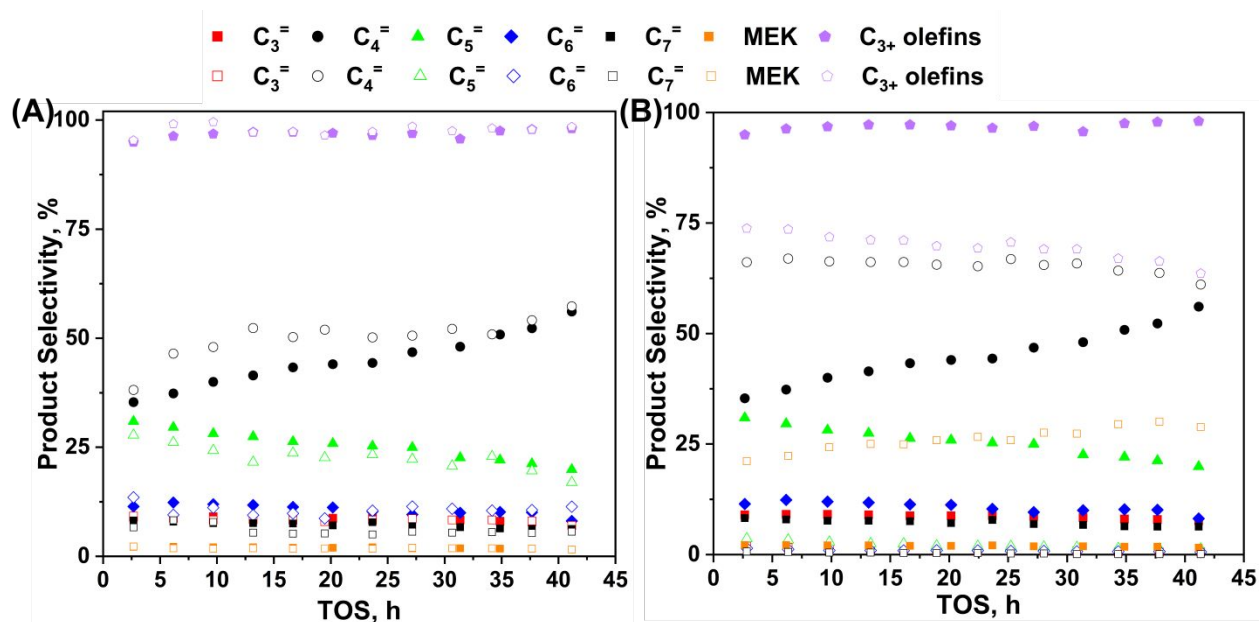 C3= C4= C5= C6= C7= MEK C3+ olefins
C3= C4= C5= C6= C7= MEK C3+ olefins
(A) (B)
100 100
75 75
50 50
25 25
0 0
Product Selectivity, % Product Selectivity, %
0 5 10 15 20 25 30 35 40 45 0 5 10 15 20 25 30 35 40 45
TOS, h TOS, h